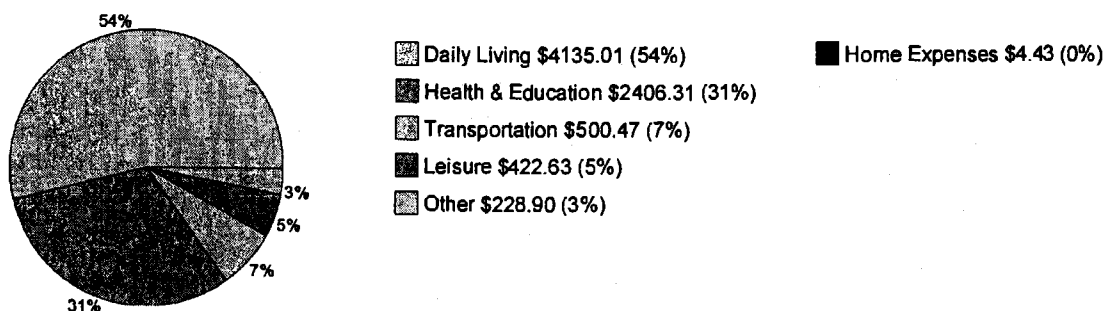 54%
Daily Living $4135.01 (54%)
Home Expenses $4.43 (0%)
Health & Education $2406.31 (31%)
Transportation $500.47 (7%)
Leisure $422.63 (5%)
Other $228.90 (3%)
3%
5%
7%
31%